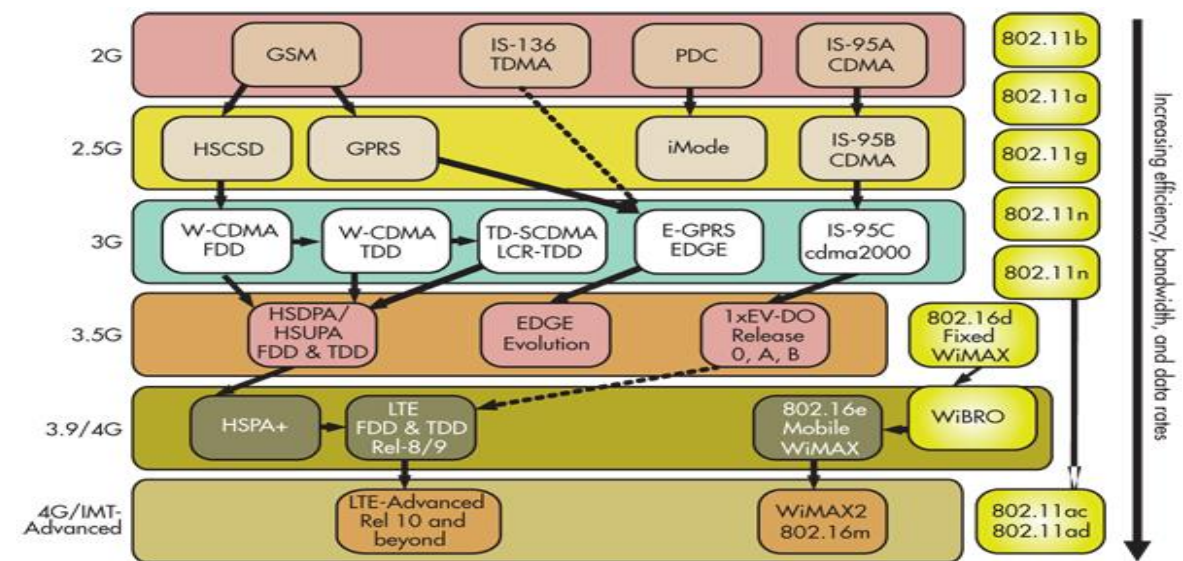 2G
GSM
IS-136
TDMA
PDC
IS-95A
CDMA
802.11b
802.11a
2.5G
HSCSD
GPRS
iMode
IS-95B
CDMA
802.11g
802.11n
3G
W-CDMA
FDD
W-CDMA
TDD
TD-SCDMA
LCR-TDD
E-GPRS
EDGE
IS-95C
cdma2000
802.11n
3.5G
HSDPA/
HSUPA
FDD & TDD
EDGE
Evolution
1xEV-DO
Release
0, A, B
802.16d
Fixed
WiMAX
3.9/4G
HSPA+
LTE
FDD & TDD
Rel-8/9
802.16e
Mobile
WiMAX
WiBRO
4G/IMT-
Advanced
LTE-Advanced
Rel 10 and
beyond
WiMAX2
802.16m
802.11ac
802.11ad
Increasing efficiency, bandwidth, and data rates